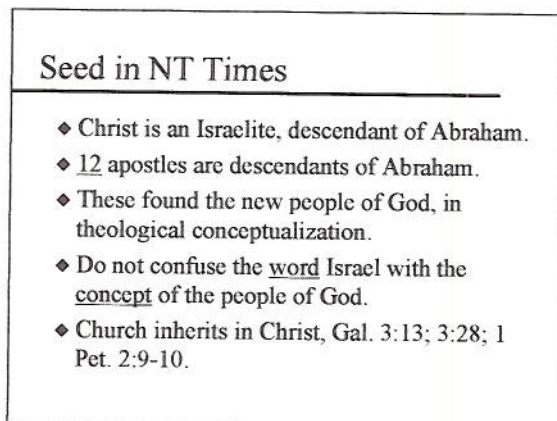 Seed in NT Times
◆ Christ is an Israelite, descendant of Abraham.
◆ 12 apostles are descendants of Abraham.
◆ These found the new people of God, in
theological conceptualization.
◆ Do not confuse the word Israel with the
concept of the people of God.
◆ Church inherits in Christ, Gal. 3:13; 3:28; 1
Pet. 2:9-10.